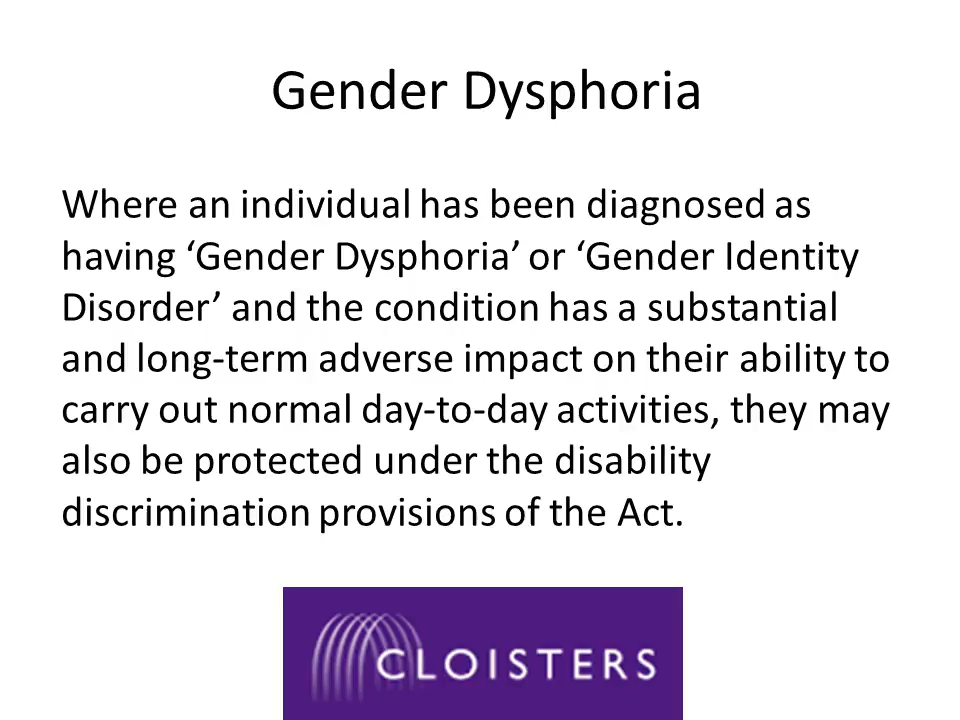 Gender Dysphoria
Where an individual has been diagnosed as
having ‘Gender Dysphoria’ or ‘Gender Identity
Disorder’ and the condition has a substantial
and long-term adverse impact on their ability to
carry out normal day-to-day activities, they may
also be protected under the disability
discrimination provisions of the Act.
CLOISTERS